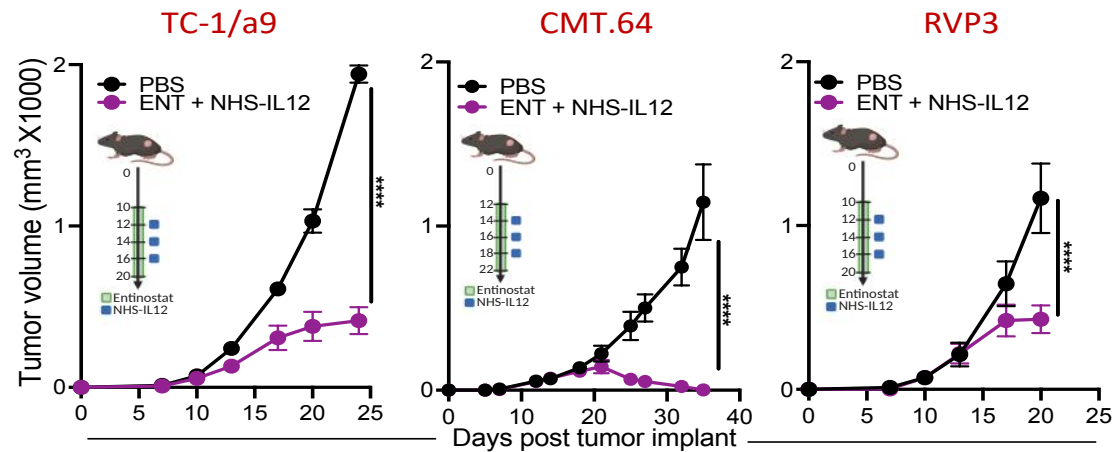 TC-1/a9
CMT.64
RVP3
Tumor volume (mm³ X1000)
2
1
0
PBS
ENT + NHS-IL12
0
10
12
14
16
20
Entinostat
NHS-IL12
****
0 5 10 15 20 25
2
1
0
PBS
ENT + NHS-IL12
0
12
14
16
18
22
Entinostat
NHS-IL12
****
0 10 20 30 40
2
1
0
PBS
ENT + NHS-IL12
0
10
12
14
16
20
Entinostat
NHS-IL12
****
0 5 10 15 20 25
Days post tumor implant